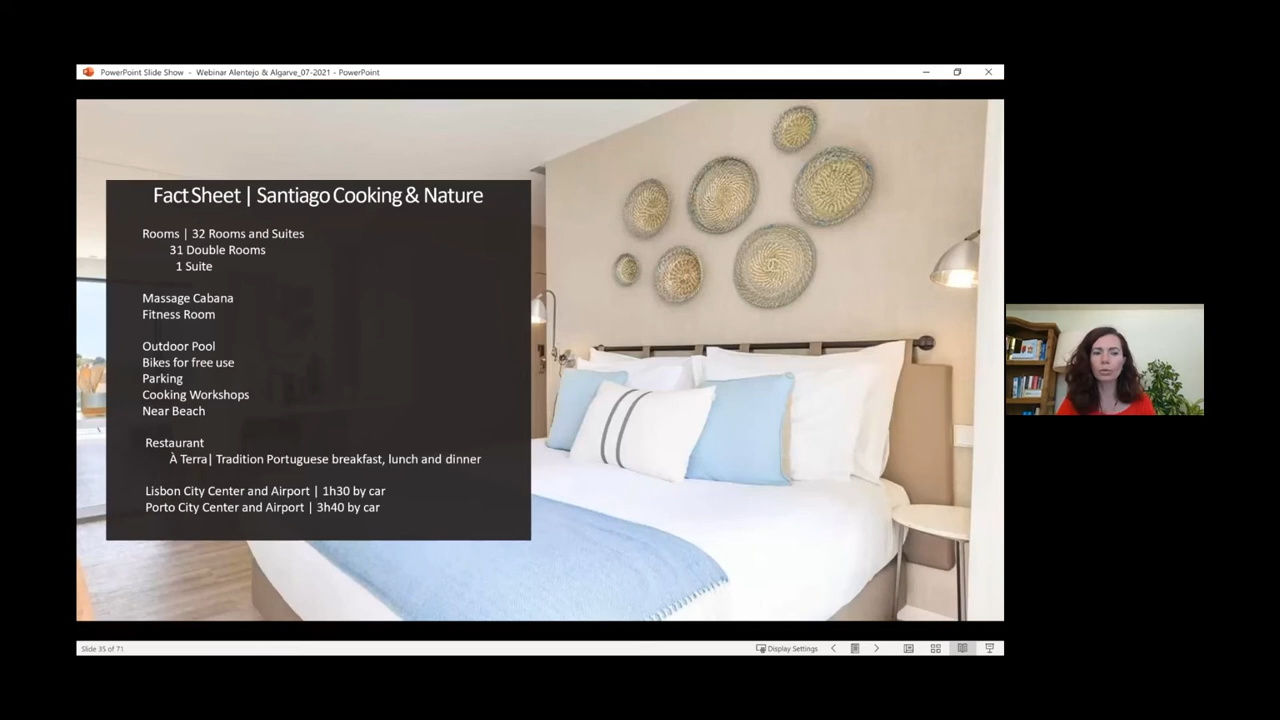 PowerPoint Slide Show - Webinar Alentejo & Algarve_07-2021 - PowerPoint
Fact Sheet | Santiago Cooking & Nature
Rooms | 32 Rooms and Suites
31 Double Rooms
1 Suite
Massage Cabana
Fitness Room
Outdoor Pool
Bikes for free use
Parking
Cooking Workshops
Near Beach
Restaurant
À Terra| Tradition Portuguese breakfast, lunch and dinner
Lisbon City Center and Airport | 1h30 by car
Porto City Center and Airport | 3h40 by car
Slide 35 of 71
Display Settings